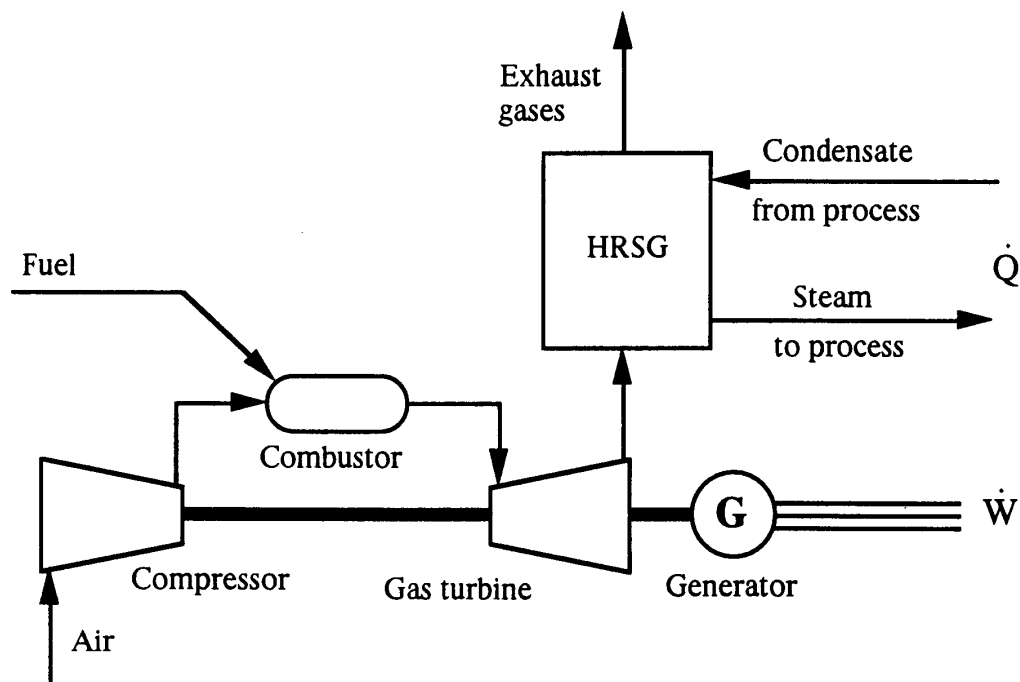 Exhaust
gases
Condensate
from process
HRSG
Q̇
Steam
to process
Fuel
Combustor
G
Ẇ
Compressor
Gas turbine
Generator
Air